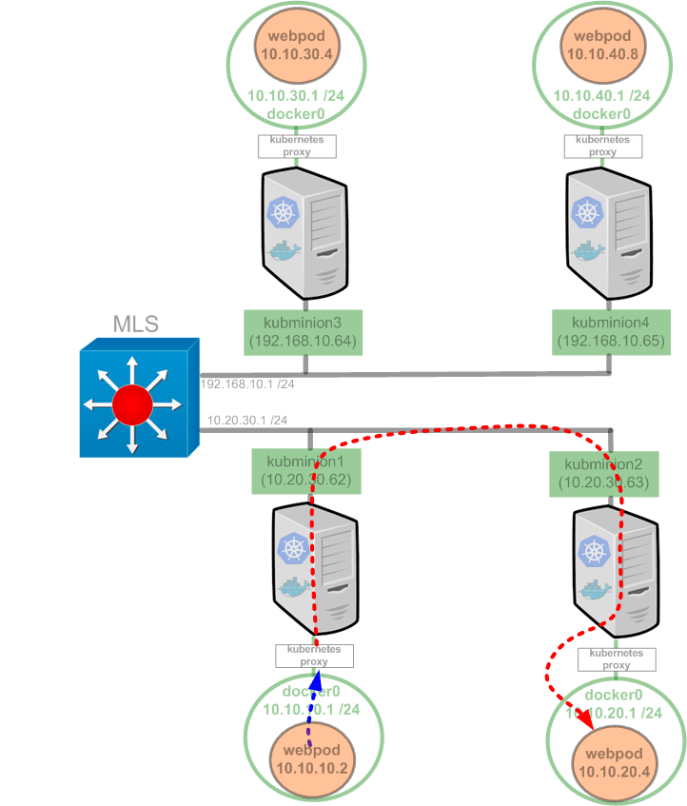 webpod
10.10.30.4
10.10.30.1 /24
docker0
kubernetes
proxy
webpod
10.10.40.8
10.10.40.1 /24
docker0
kubernetes
proxy
kubminion3
(192.168.10.64)
kubminion4
(192.168.10.65)
MLS
192.168.10.1 /24
10.20.30.1 /24
kubminion1
(10.20.30.62)
kubminion2
(10.20.30.63)
kubernetes
proxy
docker0
10.10.10.1 /24
webpod
10.10.10.2
kubernetes
proxy
docker0
10.10.20.1 /24
webpod
10.10.20.4